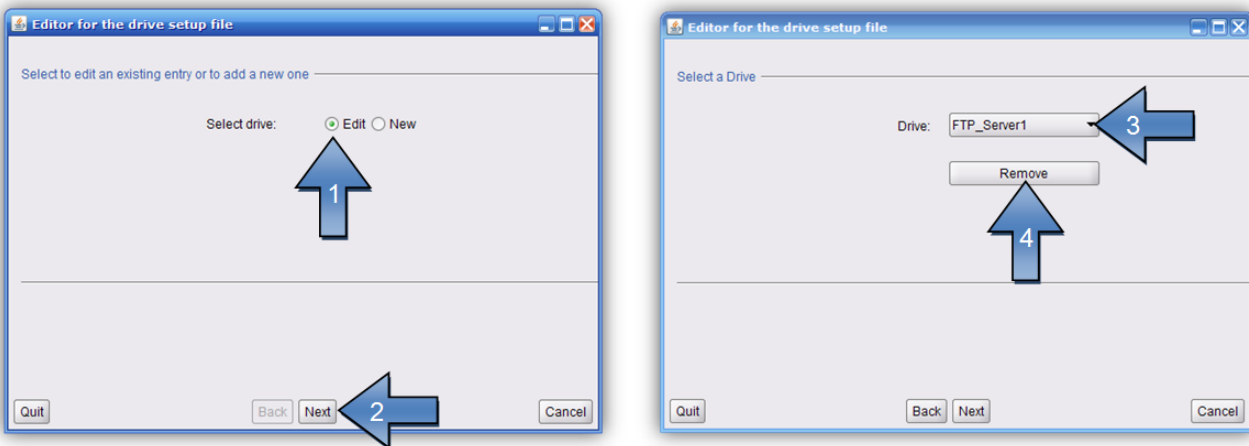 Editor for the drive setup file
Select to edit an existing entry or to add a new one
Select drive: Edit New
1
Quit Back Next 2 Cancel
Editor for the drive setup file
Select a Drive
Drive: FTP_Server1 3
Remove
4
Quit Back Next Cancel